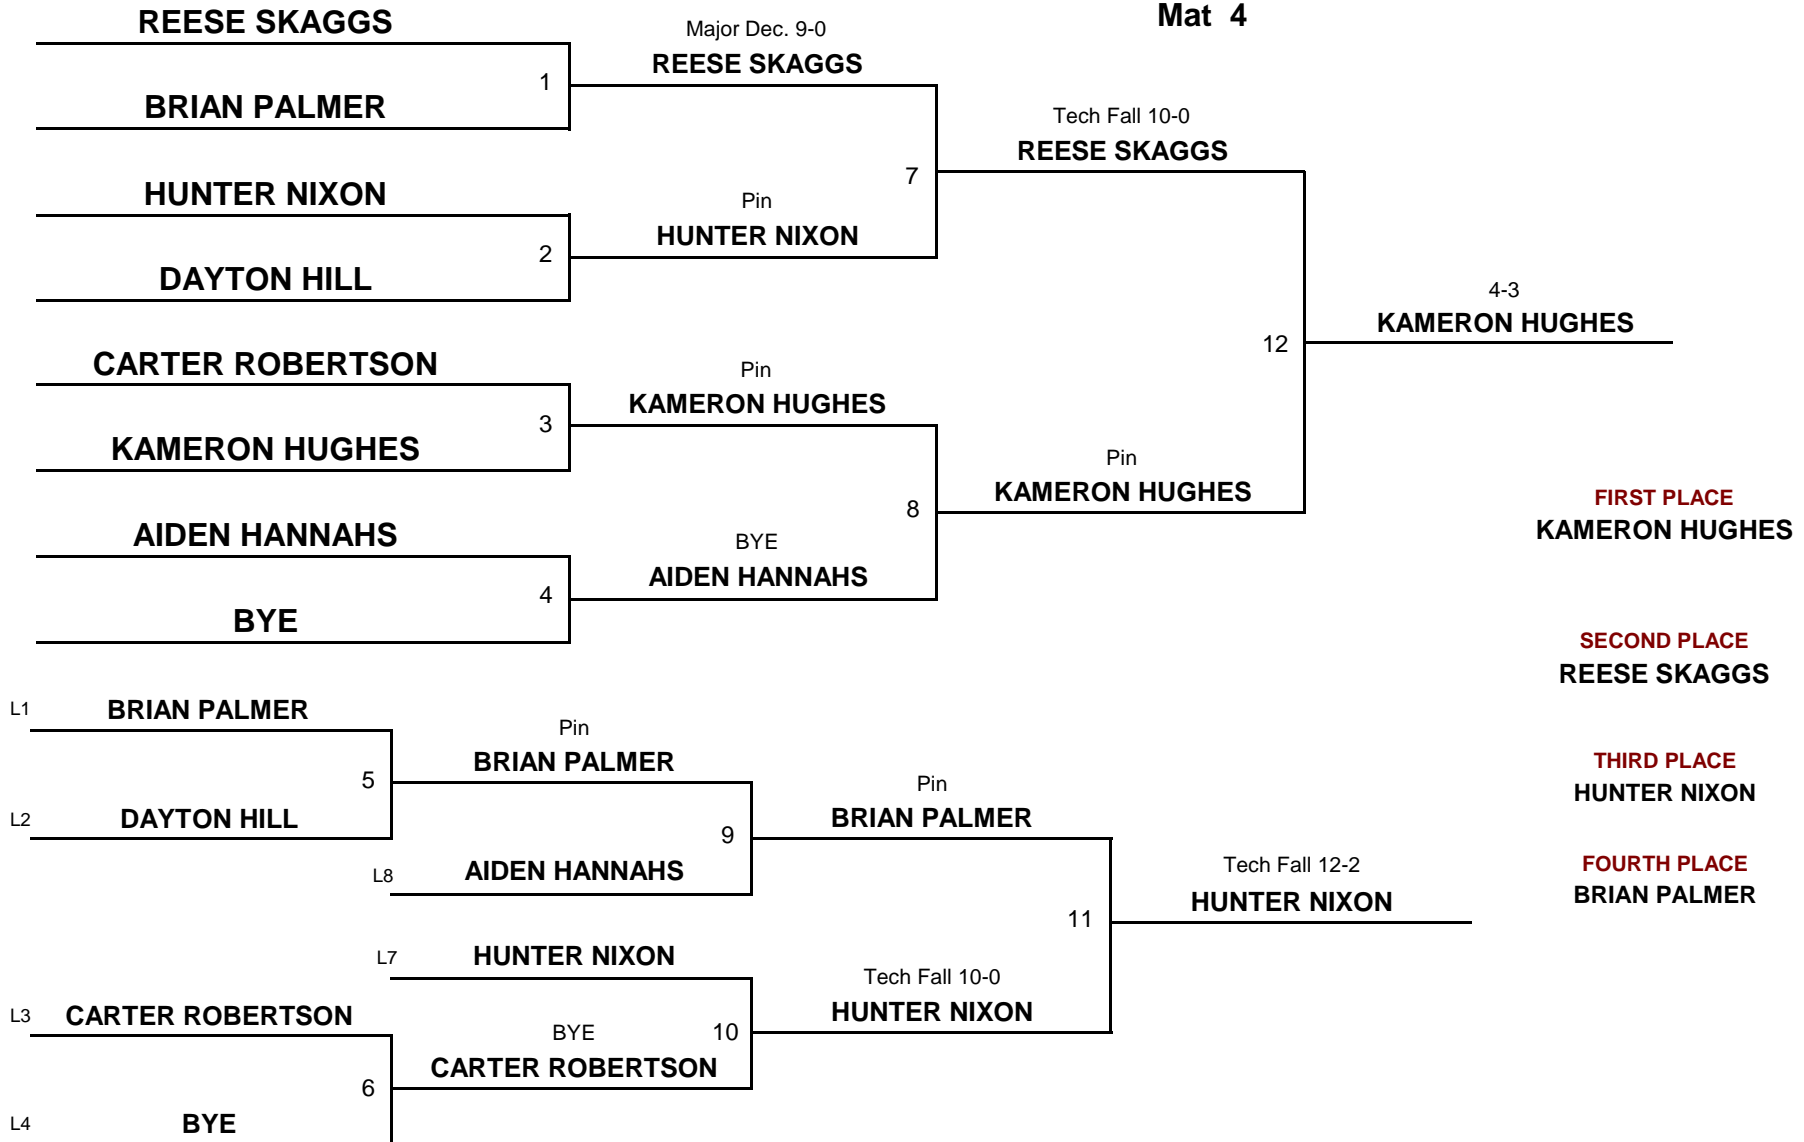 Mat 4
REESE SKAGGS
BRIAN PALMER
1
Major Dec. 9-0
REESE SKAGGS
HUNTER NIXON
DAYTON HILL
2
Pin
HUNTER NIXON
7
Tech Fall 10-0
REESE SKAGGS
CARTER ROBERTSON
KAMERON HUGHES
3
Pin
KAMERON HUGHES
AIDEN HANNAHS
BYE
4
BYE
AIDEN HANNAHS
8
Pin
KAMERON HUGHES
12
4-3
KAMERON HUGHES
FIRST PLACE
KAMERON HUGHES
SECOND PLACE
REESE SKAGGS
THIRD PLACE
HUNTER NIXON
FOURTH PLACE
BRIAN PALMER
L1
BRIAN PALMER
L2
DAYTON HILL
5
Pin
BRIAN PALMER
L8
AIDEN HANNAHS
9
Pin
BRIAN PALMER
L7
HUNTER NIXON
L3
CARTER ROBERTSON
L4
BYE
6
BYE
CARTER ROBERTSON
10
Tech Fall 10-0
HUNTER NIXON
11
Tech Fall 12-2
HUNTER NIXON